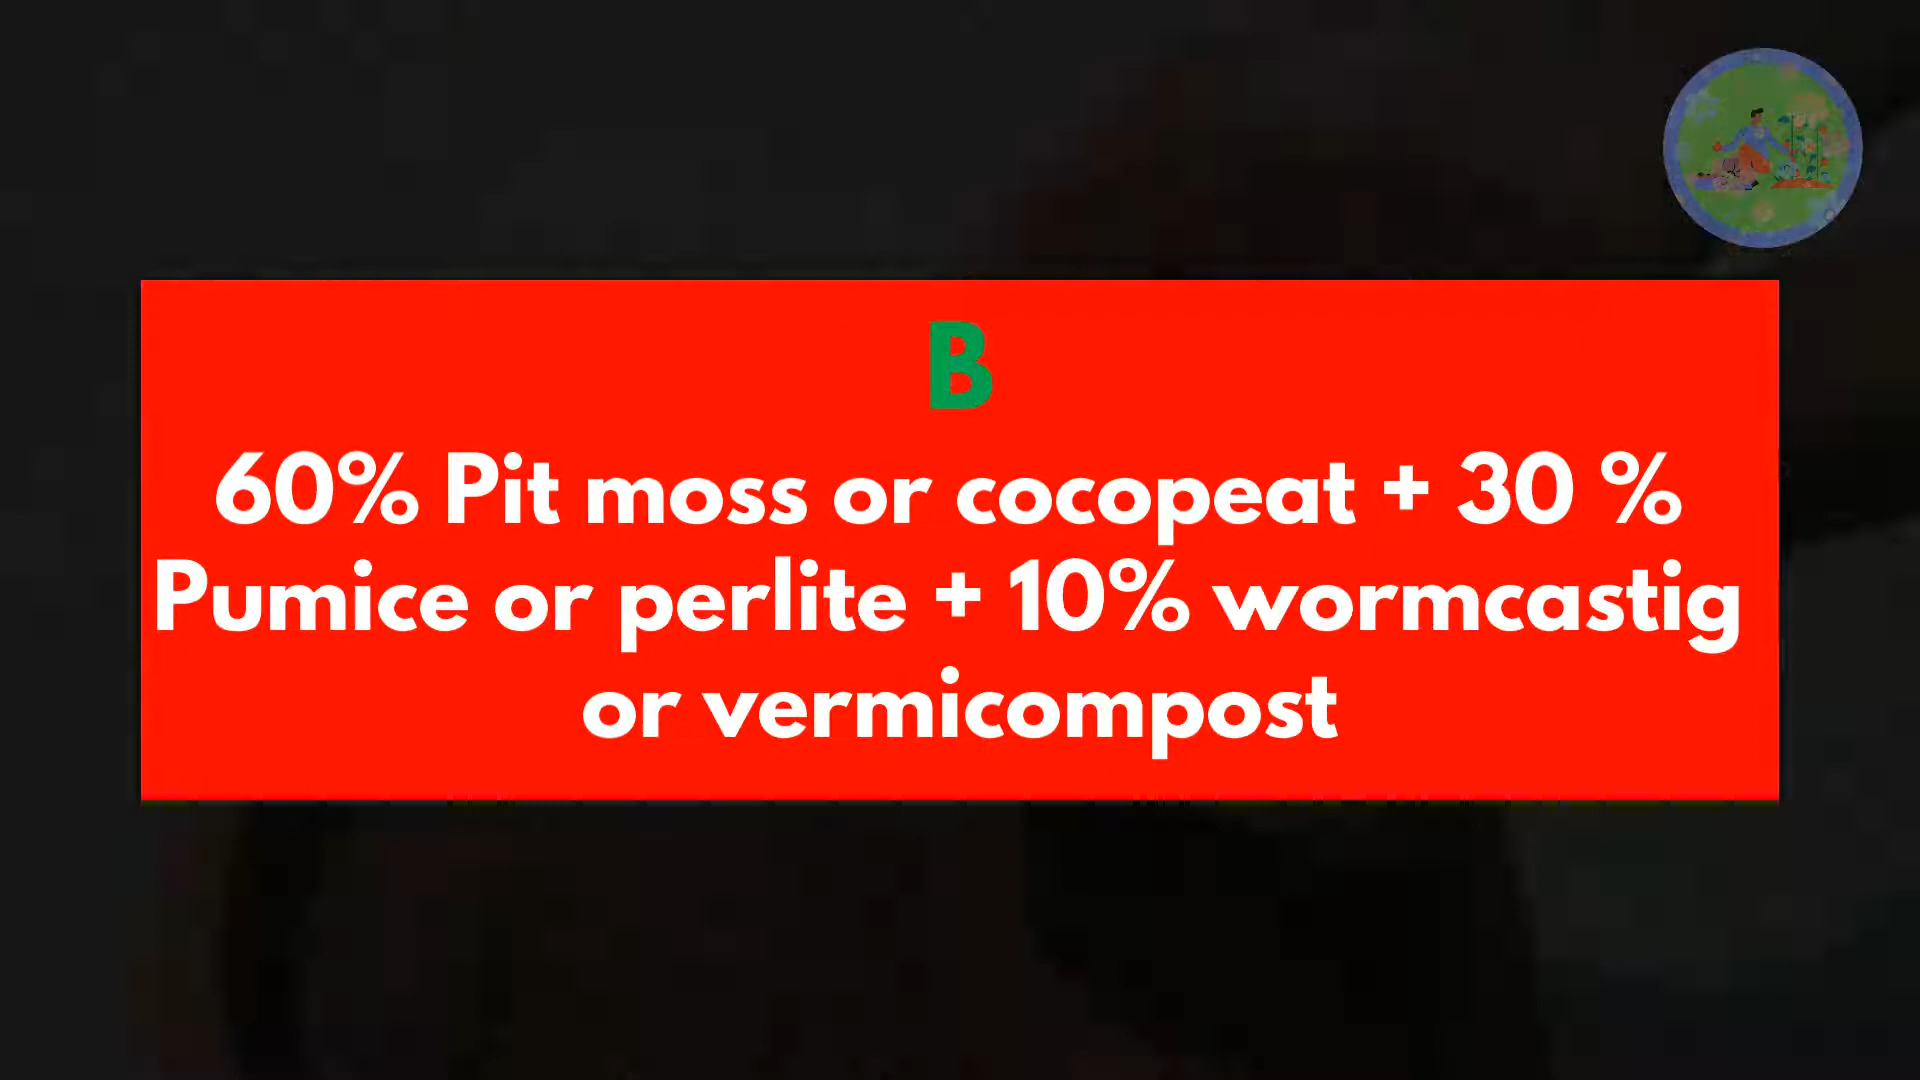 B
60% Pit moss or cocopeat + 30 %
Pumice or perlite + 10% wormcastig
or vermicompost